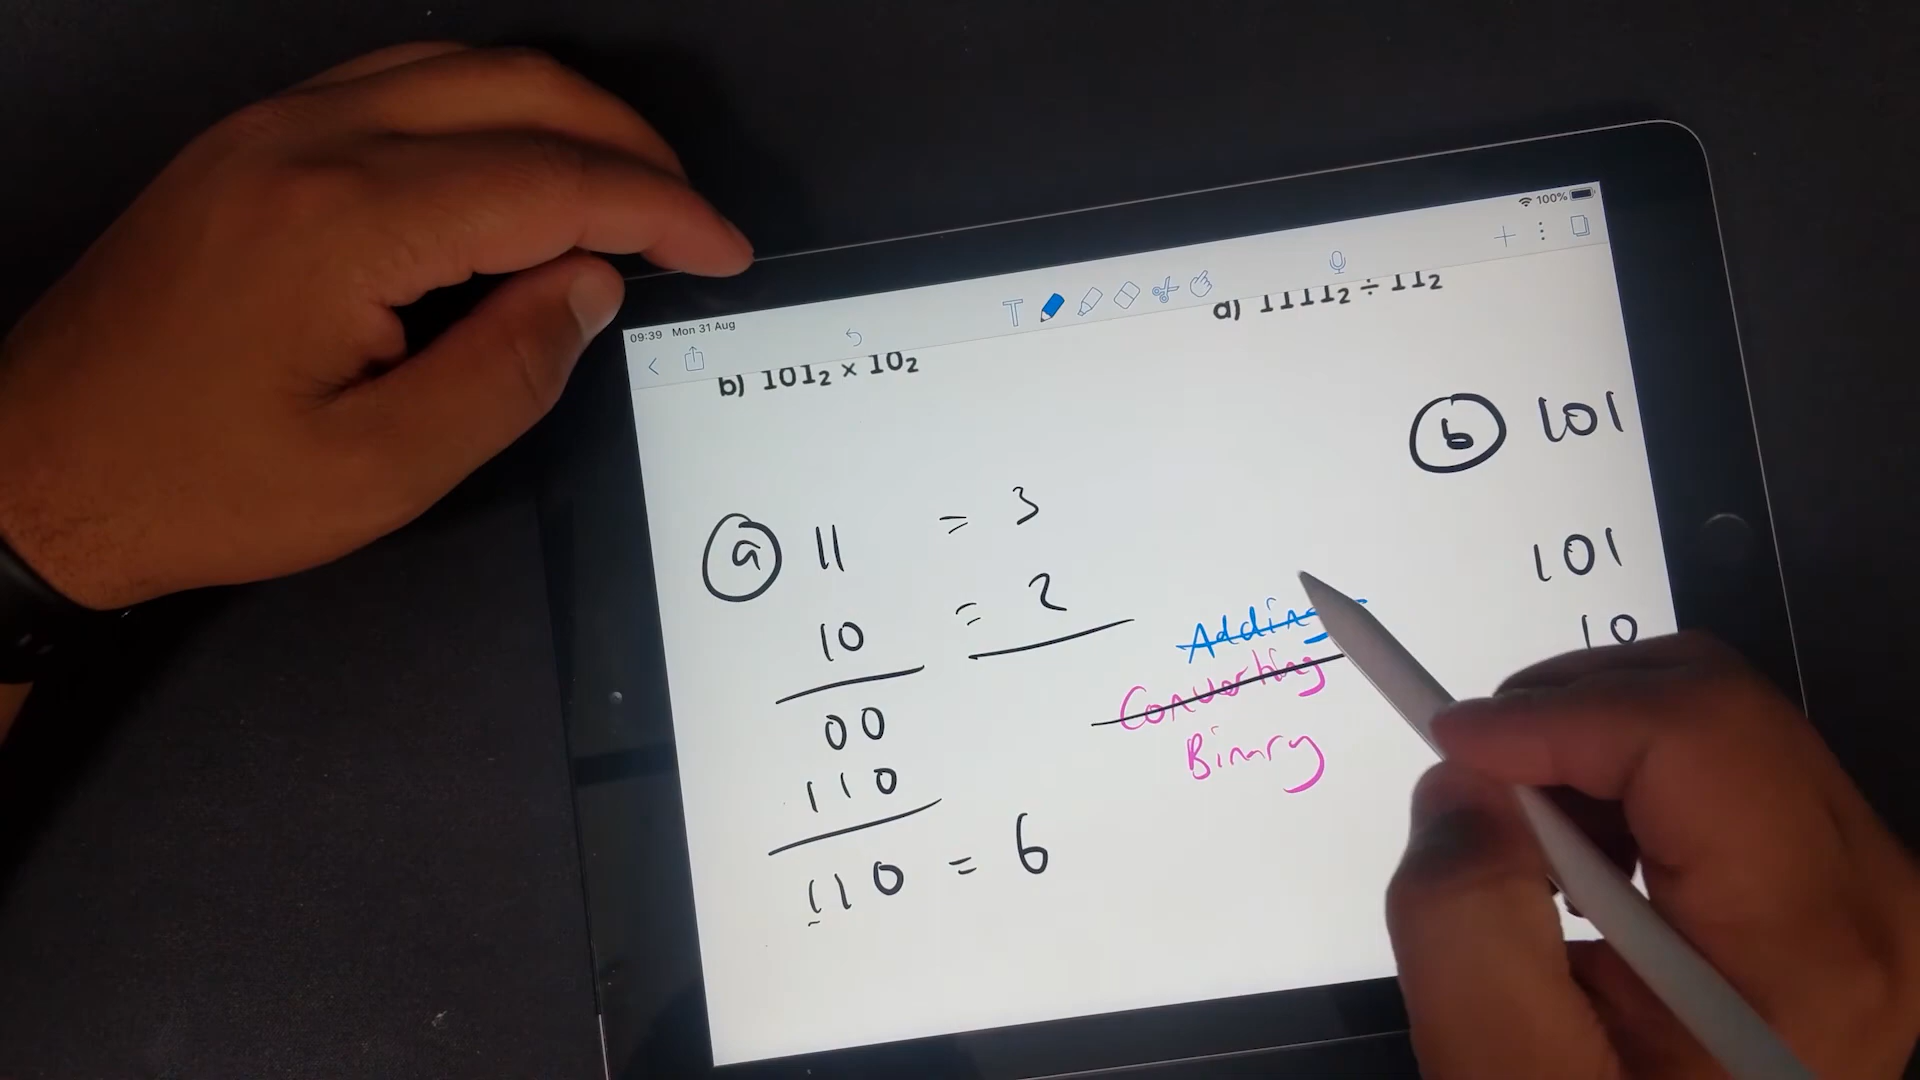 09:39 Mon 31 Aug
100%
b) 101₂ × 10₂
a) 1111₂ ÷ 11₂
a 11 = 3
10 = 2
00
110
110 = 6
Adding
Converting
Binary
b 101
101
10